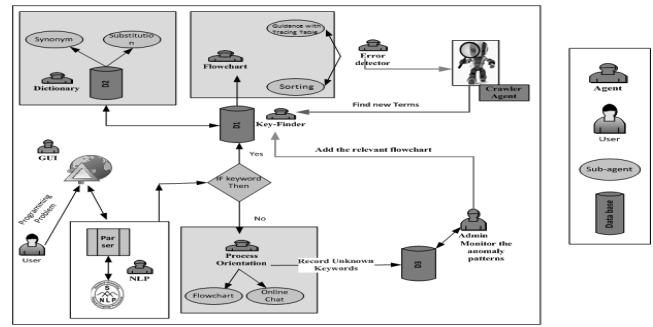 Synonym
Substitutio
n
D2
Dictionary
Guidance with
Tracing Table
Flowchart
Sorting
Error
detector
Crawler
Agent
Find new Terms
D1
Key-Finder
Add the relevant flowchart
GUI
Yes
IF keyword
Then
No
Programming
Problem
User
Par
ser
NLP
S
NLP
Process
Orientation
Flowchart
Online
Chat
Record Unknown
Keywords
D3
Admin
Monitor the
anomaly
patterns
Agent
User
Sub-agent
Data base